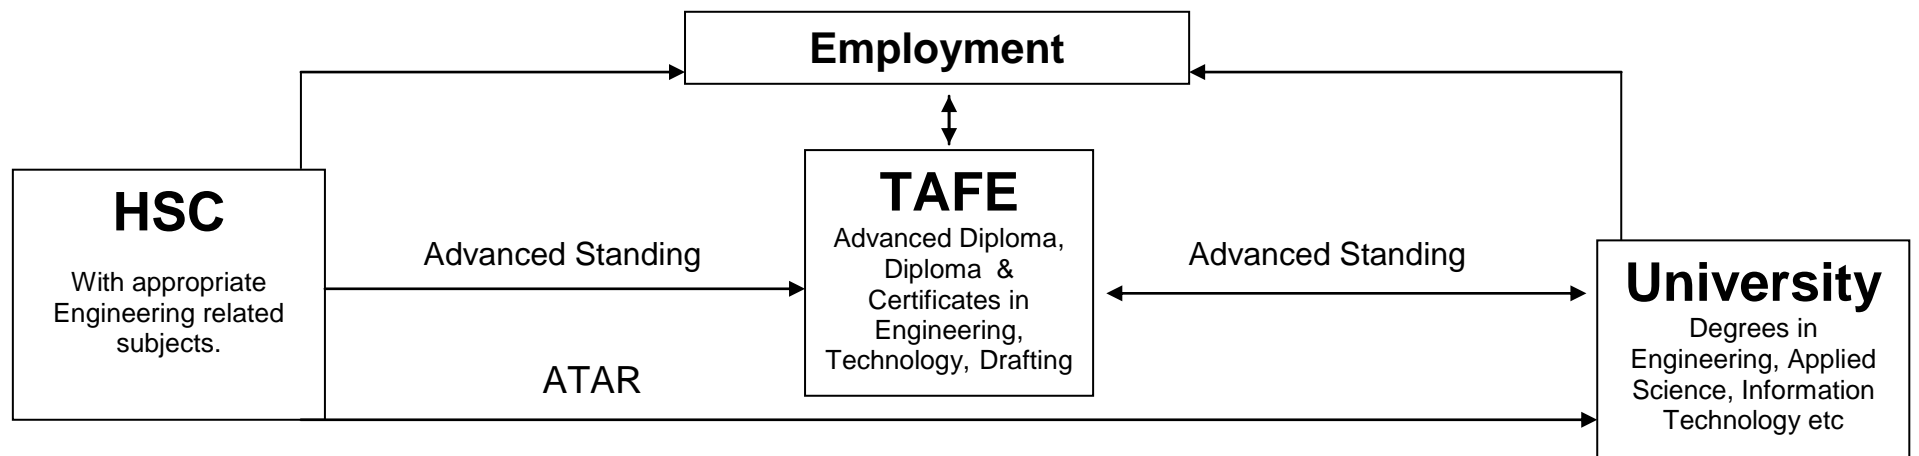 Employment
HSC
With appropriate
Engineering related
subjects.
Advanced Standing
ATAR
TAFE
Advanced Diploma,
Diploma &
Certificates in
Engineering,
Technology, Drafting
Advanced Standing
University
Degrees in
Engineering, Applied
Science, Information
Technology etc